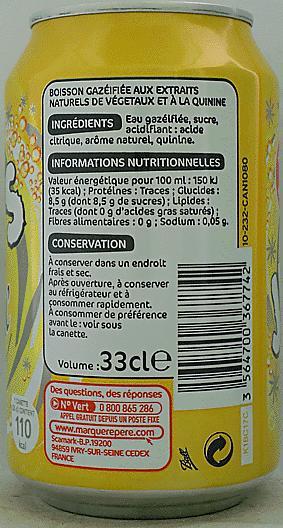 BOISSON GAZÉIFIÉE AUX EXTRAITS
NATURELS DE VÉGÉTAUX ET À LA QUININE
INGRÉDIENTS Eau gazéifiée, sucre,
acidifiant : acide
citrique, arôme naturel, quinine.
INFORMATIONS NUTRITIONNELLES
Valeur énergétique pour 100 ml : 150 kJ
(35 kcal) ; Protéines : Traces ; Glucides :
8,5 g (dont 8,5 g de sucres) ; Lipides :
Traces (dont 0 g d'acides gras saturés) ;
Fibres alimentaires : 0 g ; Sodium : 0,05 g.
CONSERVATION
À conserver dans un endroit
frais et sec.
Après ouverture, à conserver
au réfrigérateur et à
consommer rapidement.
À consommer de préférence
avant le : voir sous
la canette.
Volume : 33cl e
Des questions, des réponses
N° Vert 0 800 865 286
APPEL GRATUIT DEPUIS UN POSTE FIXE
www.marquerepere.com
Scamark-B.P.19200
94859 IVRY-SUR-SEINE CEDEX
FRANCE
10-232-CAN1080
3 564700 367742
K1BC17C
Ball
110
kcal